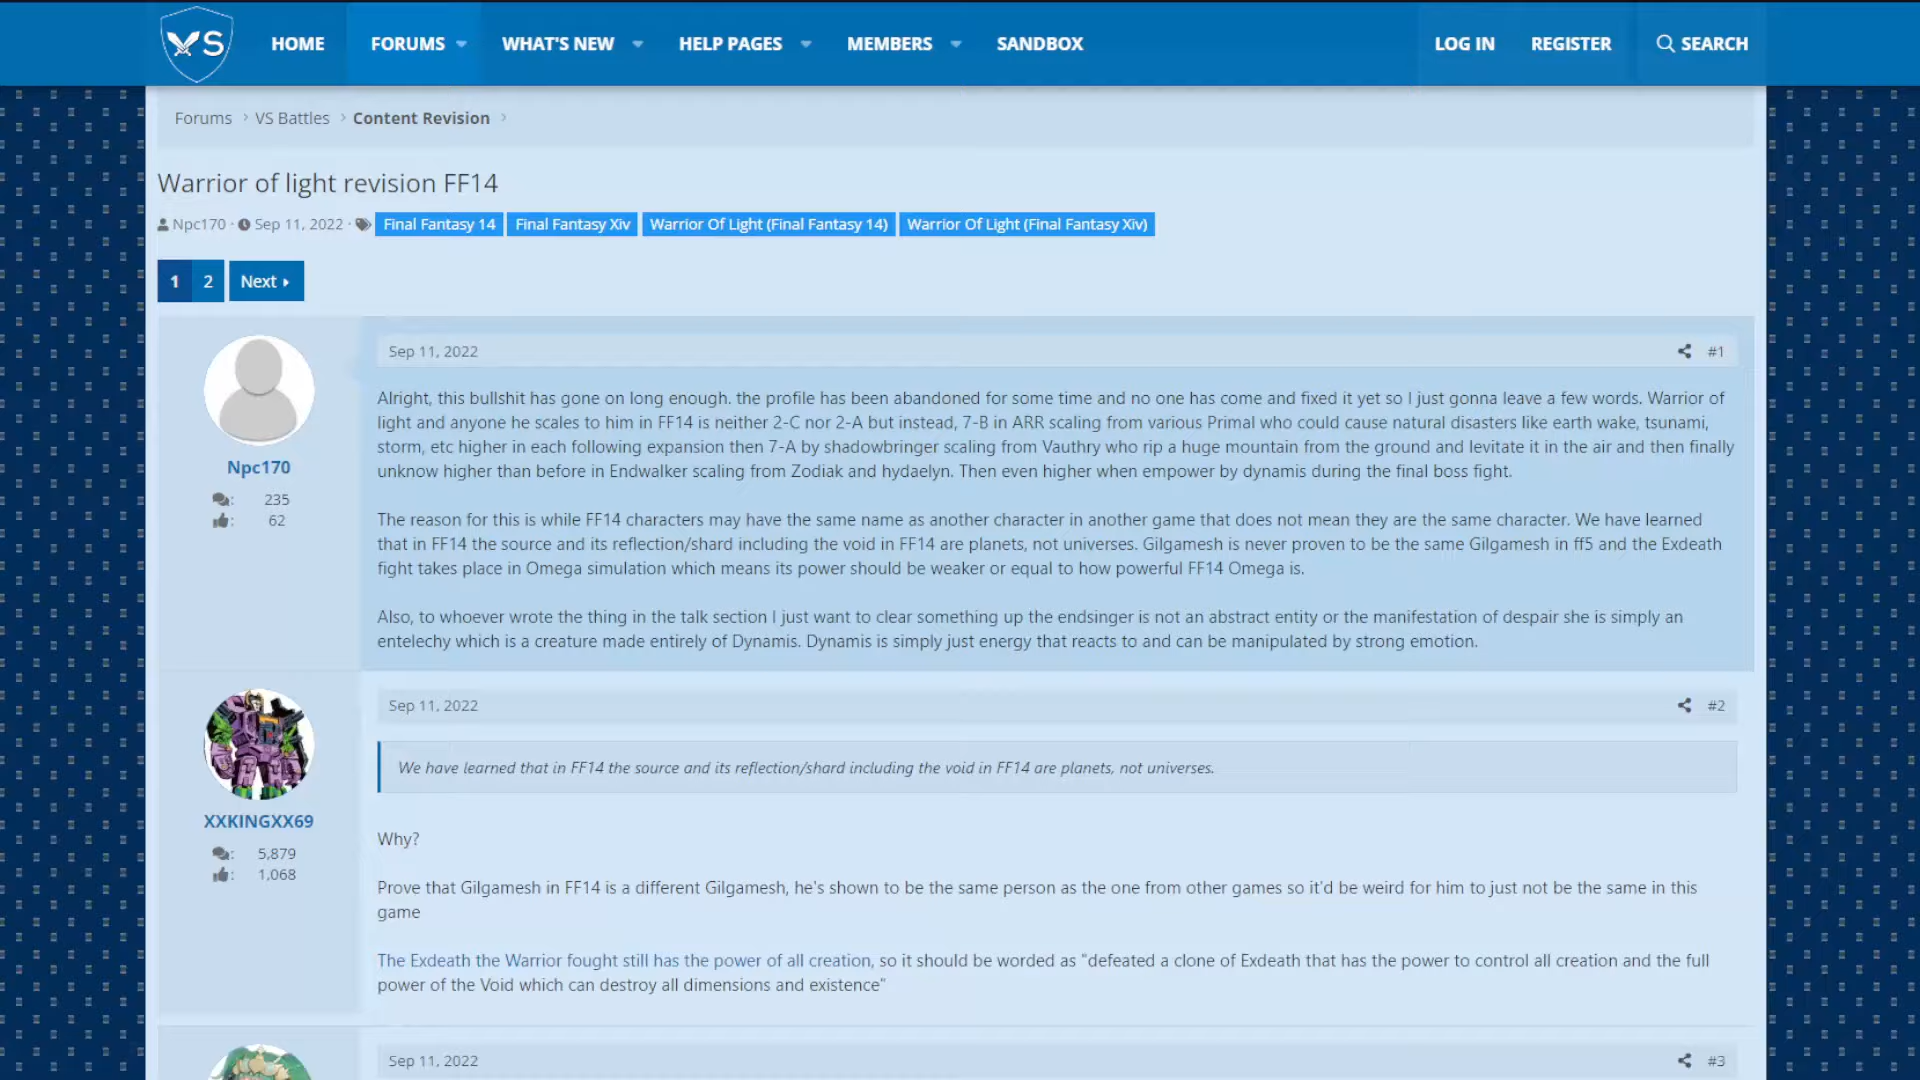 VS HOME FORUMS WHAT'S NEW HELP PAGES MEMBERS SANDBOX LOG IN REGISTER SEARCH
Forums VS Battles Content Revision
Warrior of light revision FF14
Npc170 · Sep 11, 2022 · Final Fantasy 14 Final Fantasy Xiv Warrior Of Light (Final Fantasy 14) Warrior Of Light (Final Fantasy Xiv)
1 2 Next
Sep 11, 2022 #1
Alright, this bullshit has gone on long enough. the profile has been abandoned for some time and no one has come and fixed it yet so I just gonna leave a few words. Warrior of
light and anyone he scales to him in FF14 is neither 2-C nor 2-A but instead, 7-B in ARR scaling from various Primal who could cause natural disasters like earth wake, tsunami,
storm, etc higher in each following expansion then 7-A by shadowbringer scaling from Vauthry who rip a huge mountain from the ground and levitate it in the air and then finally
unknow higher than before in Endwalker scaling from Zodiak and hydaelyn. Then even higher when empower by dynamis during the final boss fight.
The reason for this is while FF14 characters may have the same name as another character in another game that does not mean they are the same character. We have learned
that in FF14 the source and its reflection/shard including the void in FF14 are planets, not universes. Gilgamesh is never proven to be the same Gilgamesh in ff5 and the Exdeath
fight takes place in Omega simulation which means its power should be weaker or equal to how powerful FF14 Omega is.
Also, to whoever wrote the thing in the talk section I just want to clear something up the endsinger is not an abstract entity or the manifestation of despair she is simply an
entelechy which is a creature made entirely of Dynamis. Dynamis is simply just energy that reacts to and can be manipulated by strong emotion.
Npc170
: 235
: 62
Sep 11, 2022 #2
We have learned that in FF14 the source and its reflection/shard including the void in FF14 are planets, not universes.
Why?
Prove that Gilgamesh in FF14 is a different Gilgamesh, he's shown to be the same person as the one from other games so it'd be weird for him to just not be the same in this
game
The Exdeath the Warrior fought still has the power of all creation, so it should be worded as "defeated a clone of Exdeath that has the power to control all creation and the full
power of the Void which can destroy all dimensions and existence"
XXKINGXX69
: 5,879
: 1,068
Sep 11, 2022 #3